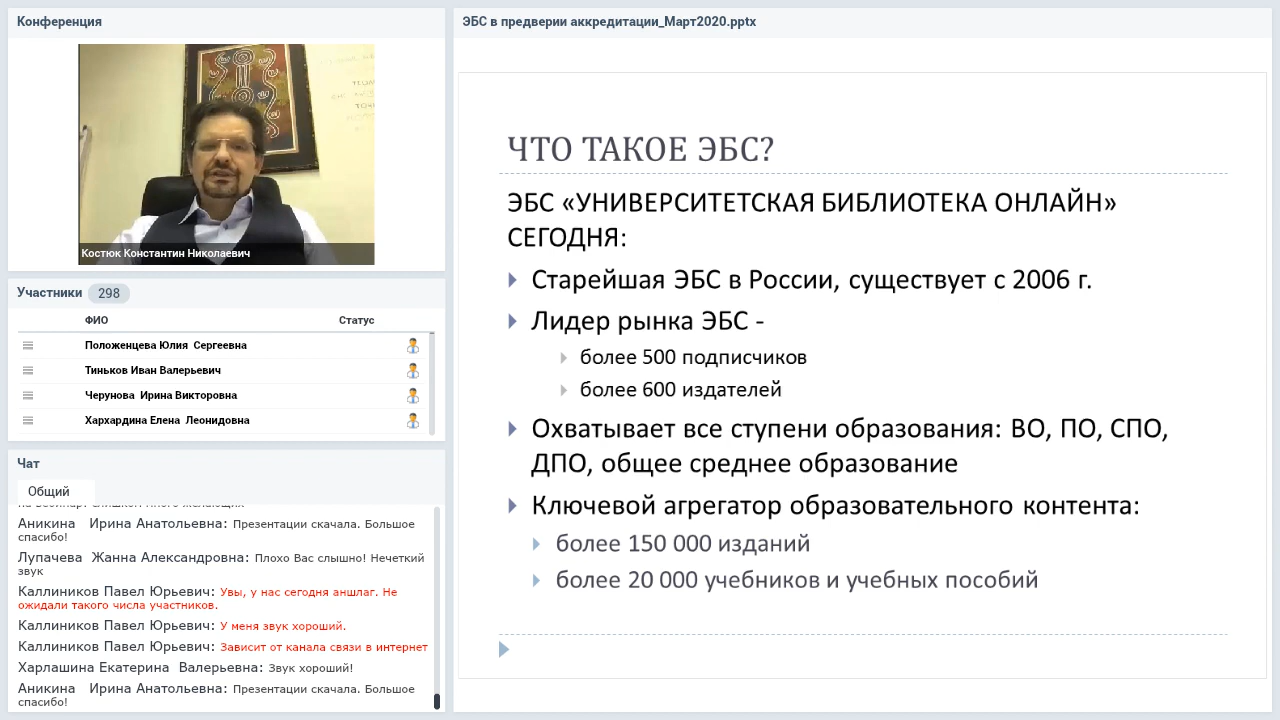 Конференция
Костюк Константин Николаевич
Участники 298
ФИО Статус
Положенцева Юлия Сергеевна
Тиньков Иван Валерьевич
Черунова Ирина Викторовна
Хархардина Елена Леонидовна
Чат
Общий
Аникина Ирина Анатольевна: Презентации скачала. Большое
спасибо!
Лупачева Жанна Александровна: Плохо Вас слышно! Нечеткий
звук
Каллиников Павел Юрьевич: Увы, у нас сегодня аншлаг. Не
ожидали такого числа участников.
Каллиников Павел Юрьевич: У меня звук хороший.
Каллиников Павел Юрьевич: Зависит от канала связи в интернет
Харлашина Екатерина Валерьевна: Звук хороший!
Аникина Ирина Анатольевна: Презентации скачала. Большое
спасибо!
ЭБС в предверии аккредитации_Март2020.pptx
ЧТО ТАКОЕ ЭБС?
ЭБС «УНИВЕРСИТЕТСКАЯ БИБЛИОТЕКА ОНЛАЙН»
СЕГОДНЯ:
Старейшая ЭБС в России, существует с 2006 г.
Лидер рынка ЭБС -
более 500 подписчиков
более 600 издателей
Охватывает все ступени образования: ВО, ПО, СПО,
ДПО, общее среднее образование
Ключевой агрегатор образовательного контента:
более 150 000 изданий
более 20 000 учебников и учебных пособий